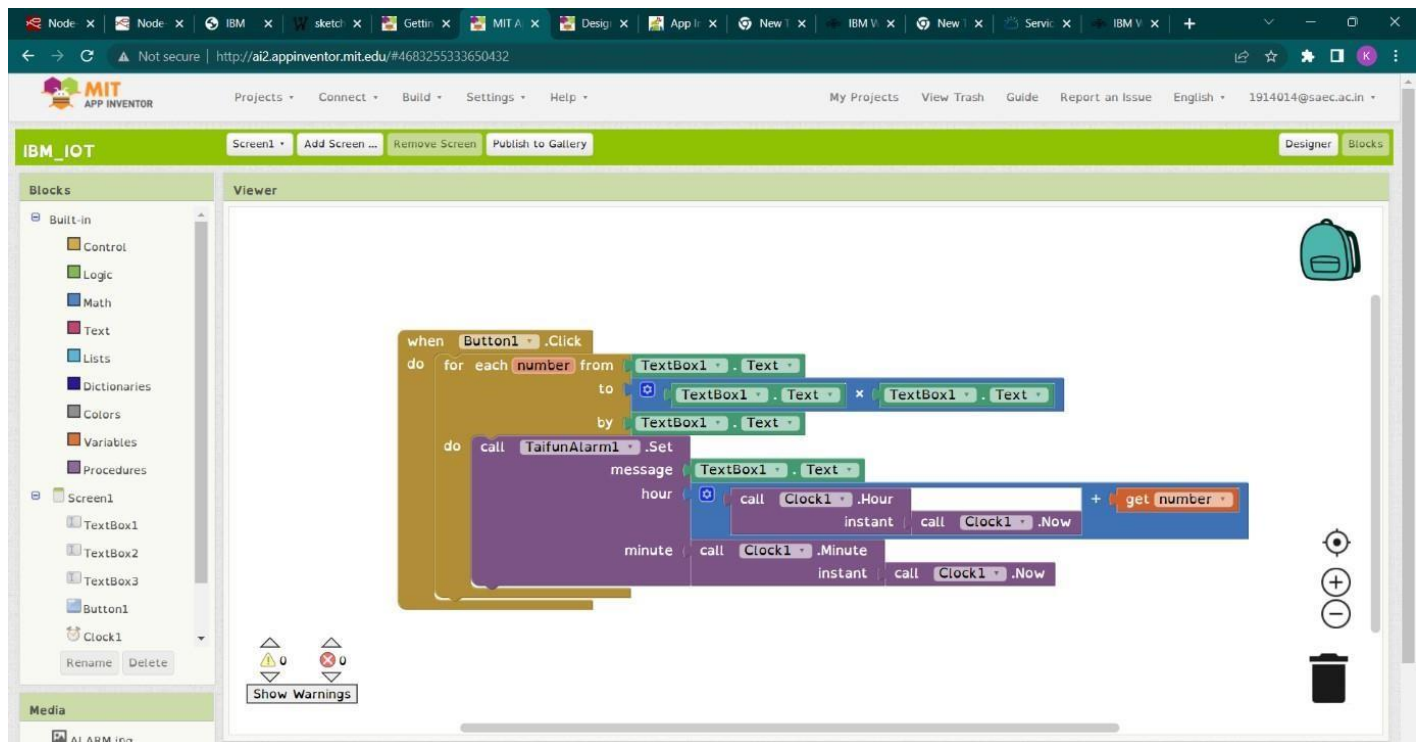 Node Node IBM sketch Gettin MIT A Desig App In New T IBM W New T Servic IBM W
Not secure http://ai2.appinventor.mit.edu/#4683255333650432 K
MIT APP INVENTOR Projects Connect Build Settings Help My Projects View Trash Guide Report an Issue English 1914014@saec.ac.in
IBM_IOT Screen1 Add Screen ... Remove Screen Publish to Gallery Designer Blocks
Blocks Viewer
Built-in
Control
Logic
Math
Text
Lists
Dictionaries
Colors
Variables
Procedures
Screen1
TextBox1
TextBox2
TextBox3
Button1
Clock1
Rename Delete
Media
ALARM.jpg
when Button1 .Click
do for each number from TextBox1 . Text
to TextBox1 . Text × TextBox1 . Text
by TextBox1 . Text
do call TaifunAlarm1 .Set
message TextBox1 . Text
hour call Clock1 .Hour + get number
instant call Clock1 .Now
minute call Clock1 .Minute
instant call Clock1 .Now
0 0
Show Warnings